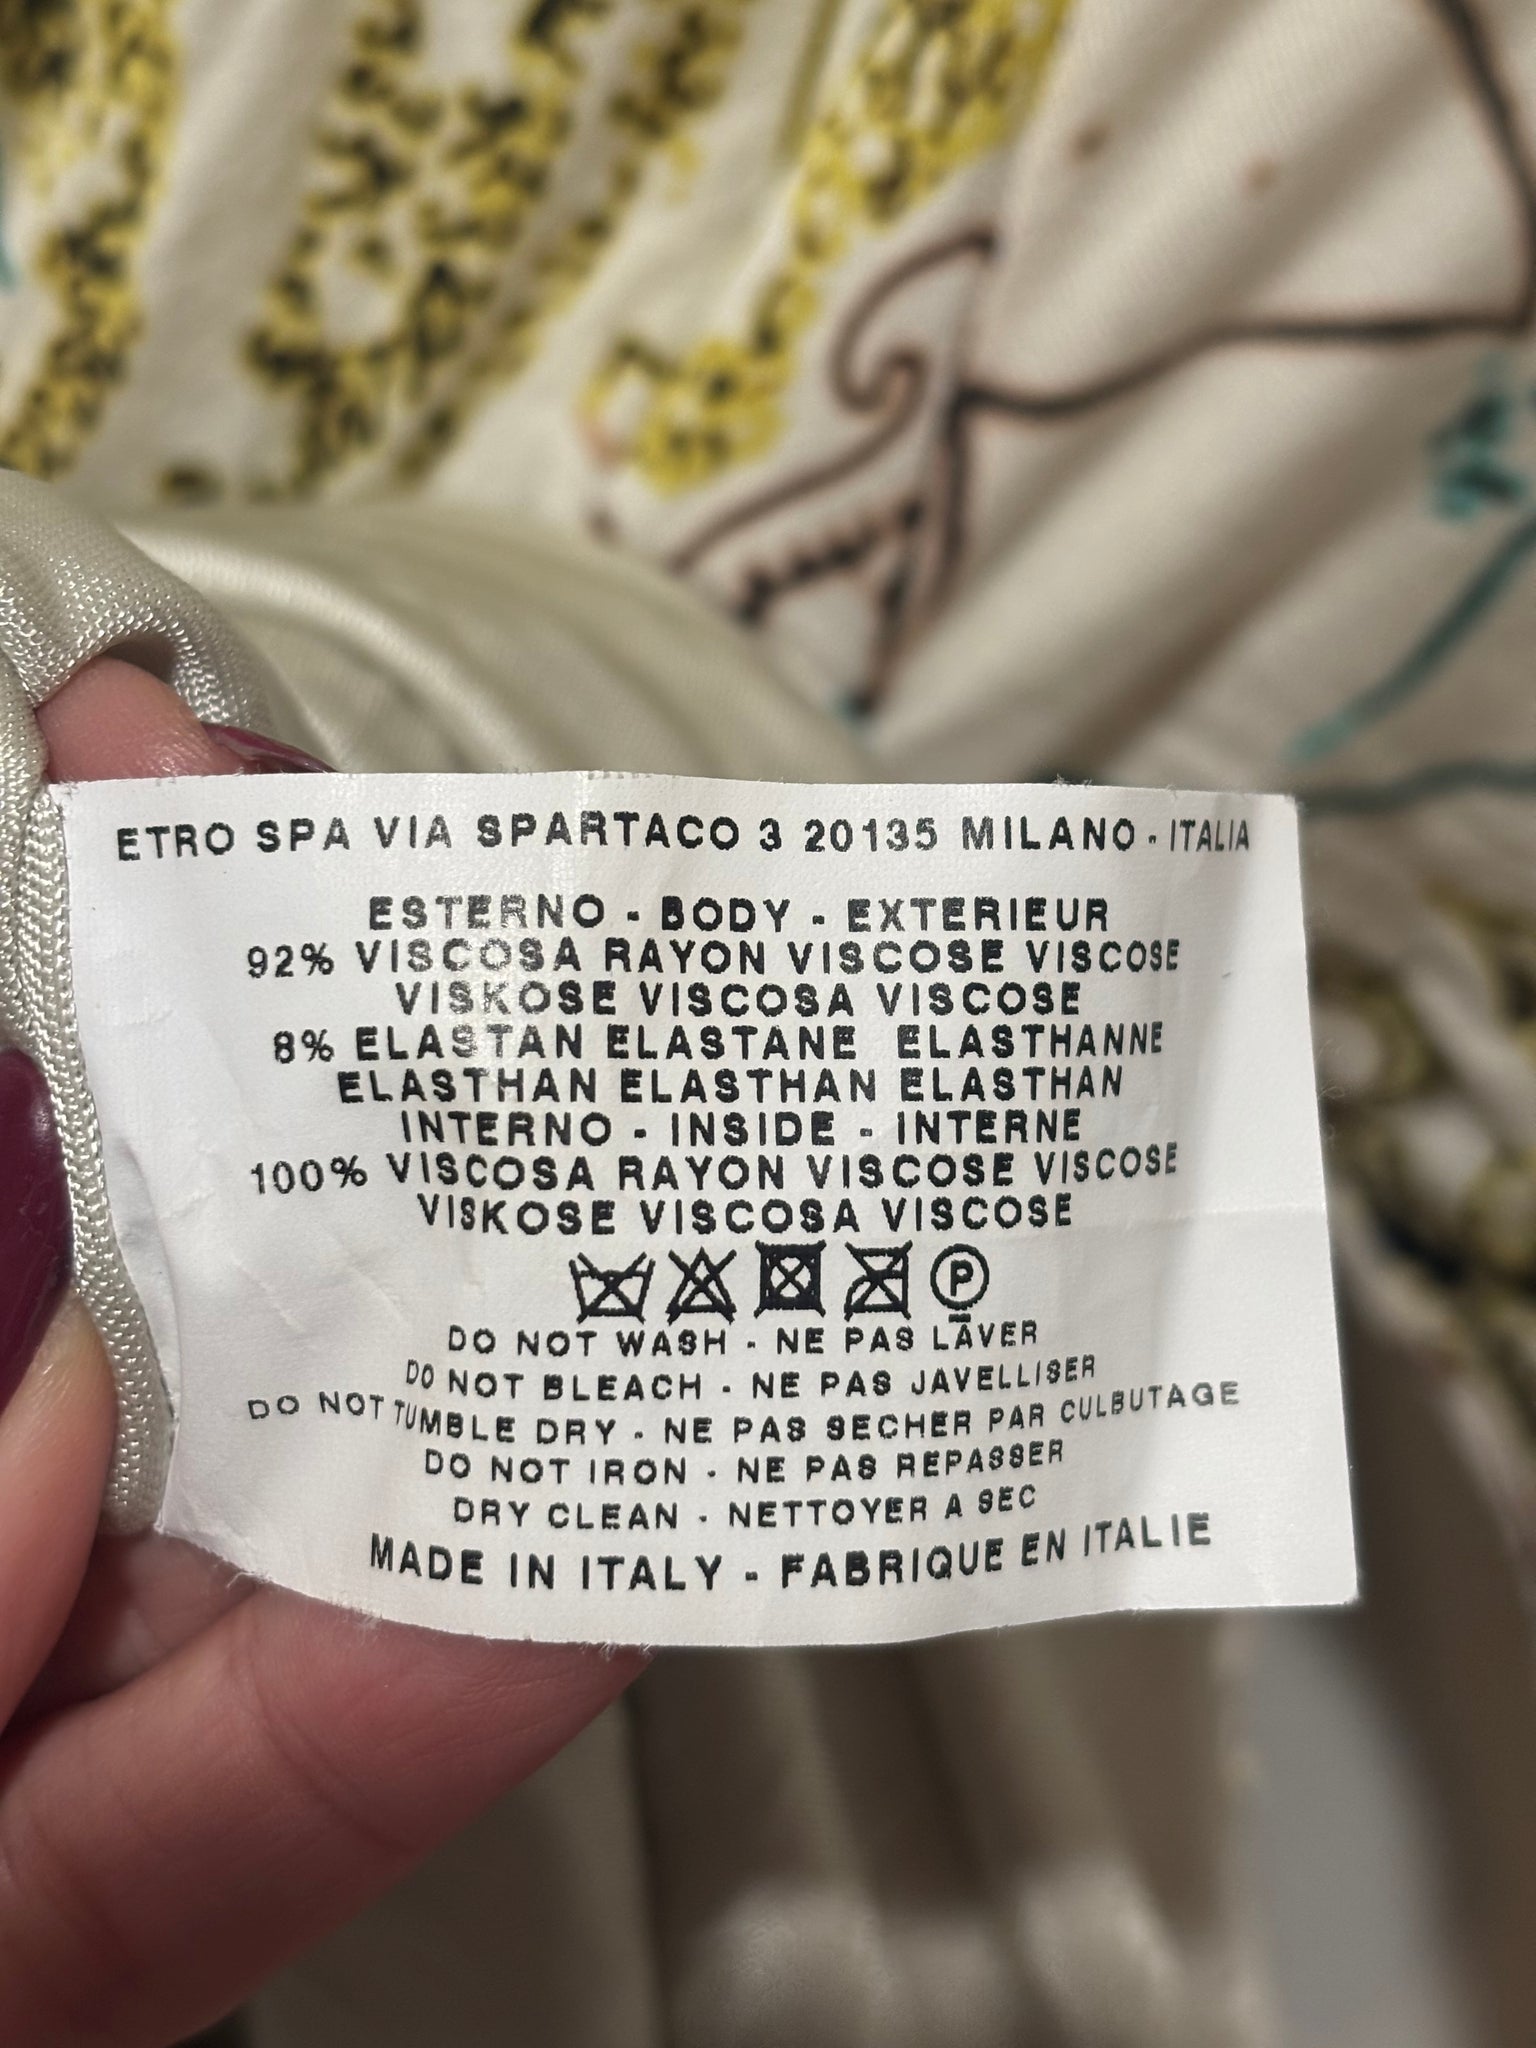 ETRO SPA VIA SPARTACO 3 20135 MILANO - ITALIA
ESTERNO - BODY - EXTERIEUR
92% VISCOSA RAYON VISCOSE VISCOSE
VISKOSE VISCOSA VISCOSE
8% ELASTAN ELASTANE ELASTHANNE
ELASTHAN ELASTHAN ELASTHAN
INTERNO - INSIDE - INTERNE
100% VISCOSA RAYON VISCOSE VISCOSE
VISKOSE VISCOSA VISCOSE
P
DO NOT WASH - NE PAS LAVER
DO NOT BLEACH - NE PAS JAVELLISER
DO NOT TUMBLE DRY - NE PAS SECHER PAR CULBUTAGE
DO NOT IRON - NE PAS REPASSER
DRY CLEAN - NETTOYER A SEC
MADE IN ITALY - FABRIQUE EN ITALIE